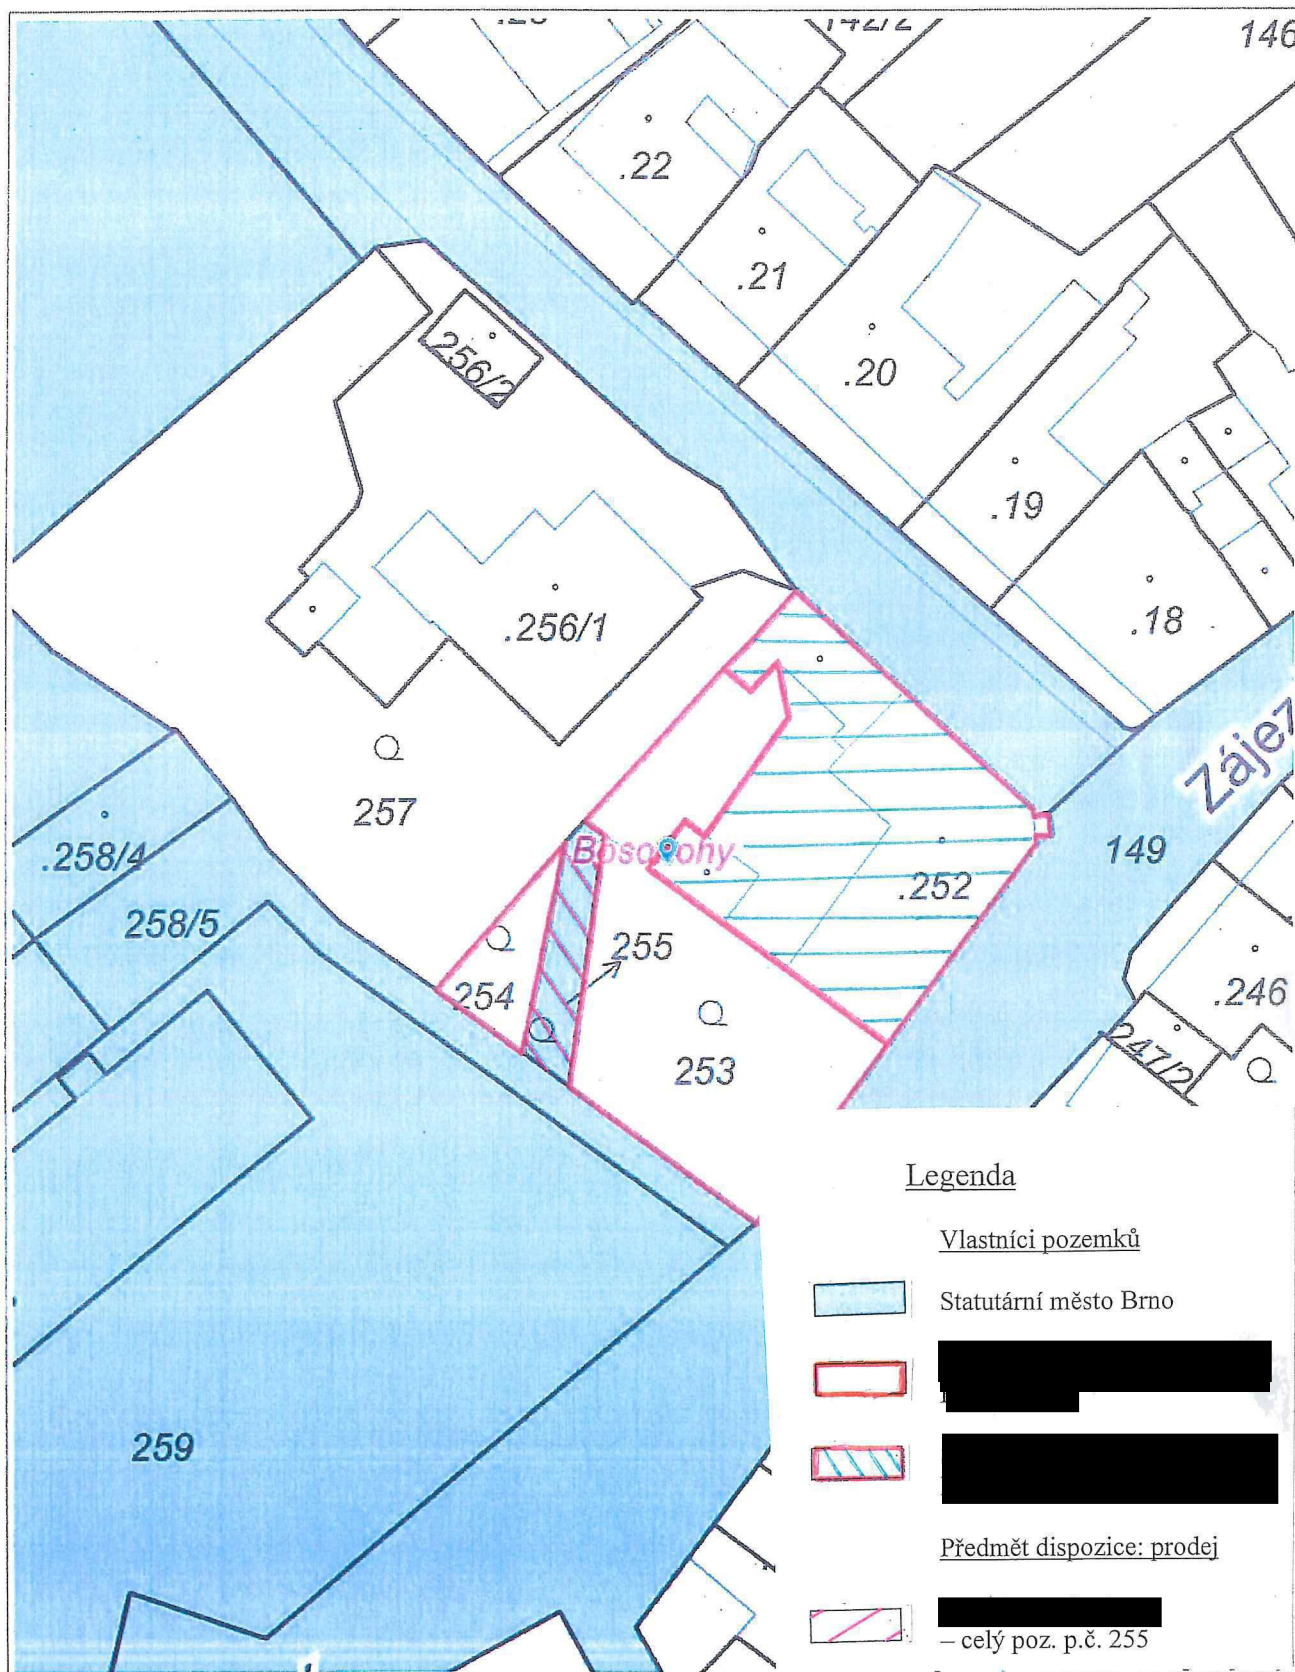 142/2
146
.22
.21
256/2
.20
.19
.256/1
.18
Zájez
257
Bosonohy
149
.258/4
.252
258/5
255
254
.246
253
247/2
Legenda
Vlastníci pozemků
Statutární město Brno
259
Předmět dispozice: prodej
– celý poz. p.č. 255